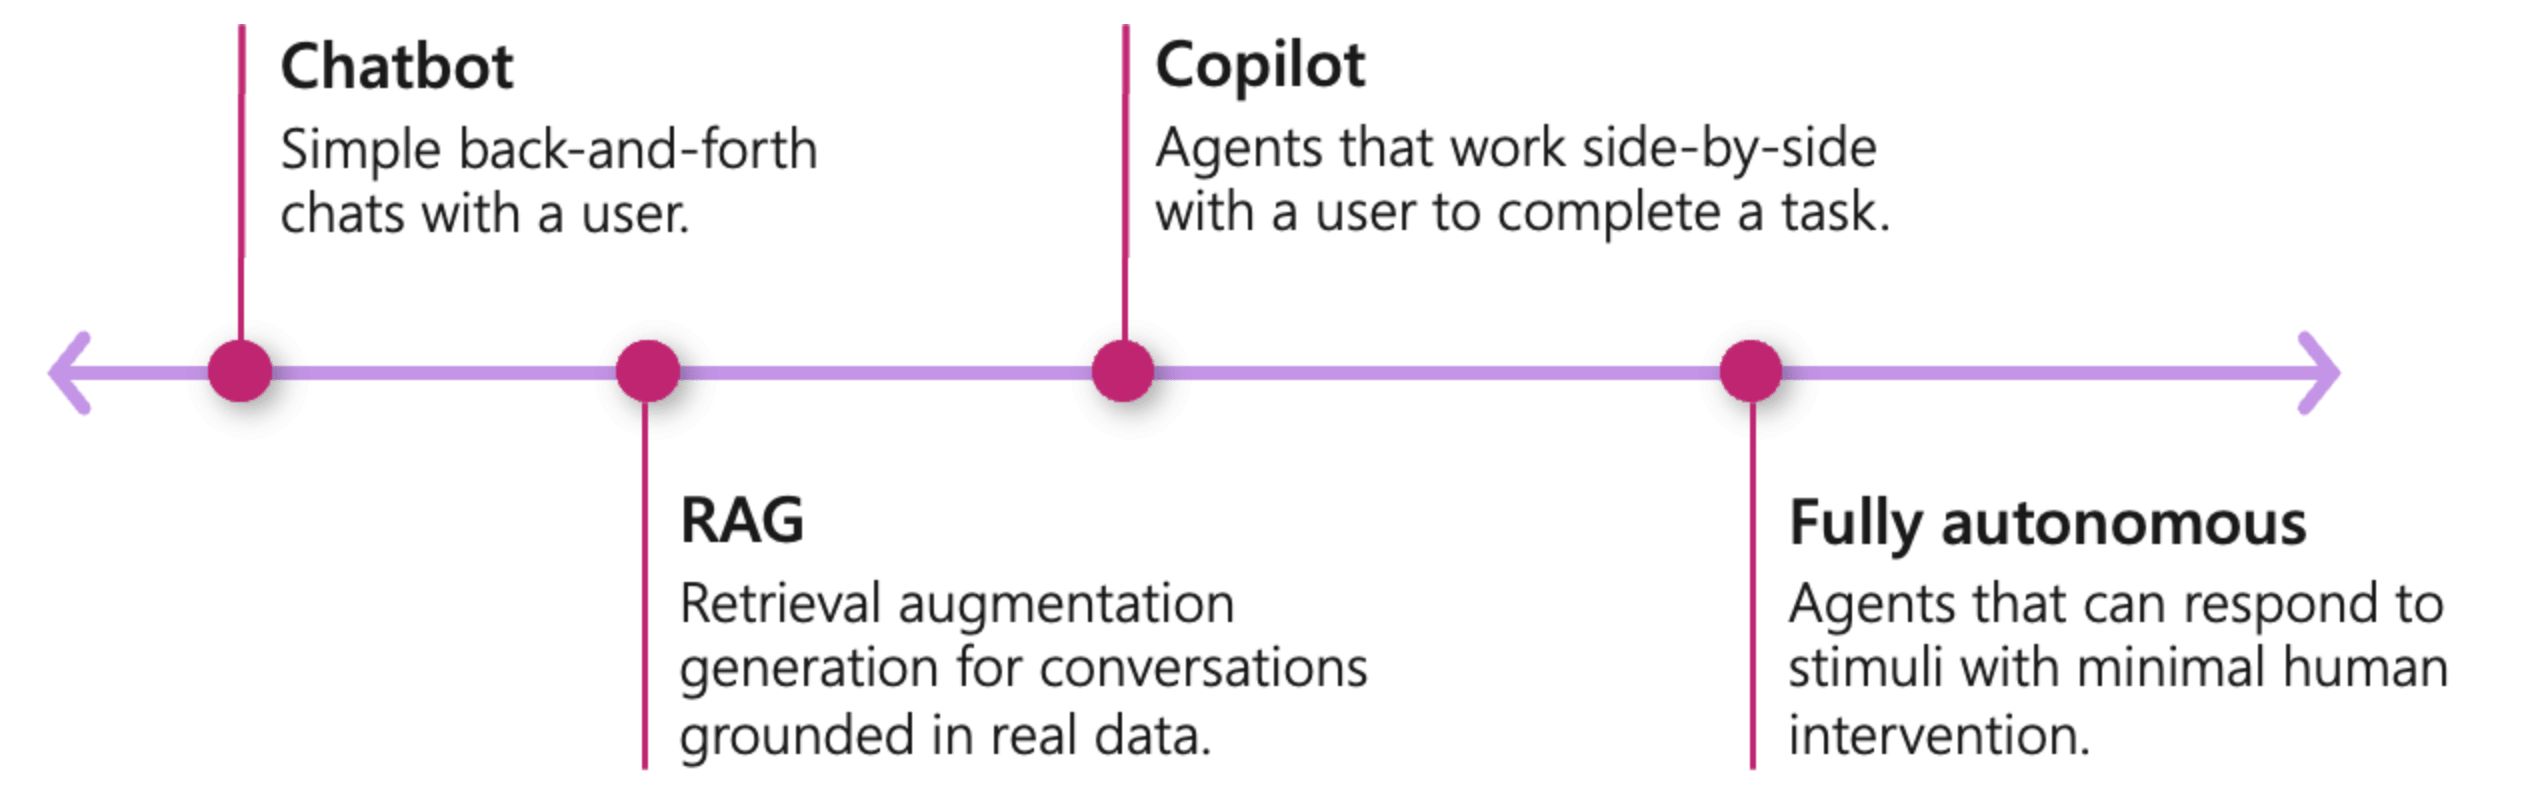 Chatbot
Simple back-and-forth
chats with a user.
Copilot
Agents that work side-by-side
with a user to complete a task.
RAG
Retrieval augmentation
generation for conversations
grounded in real data.
Fully autonomous
Agents that can respond to
stimuli with minimal human
intervention.